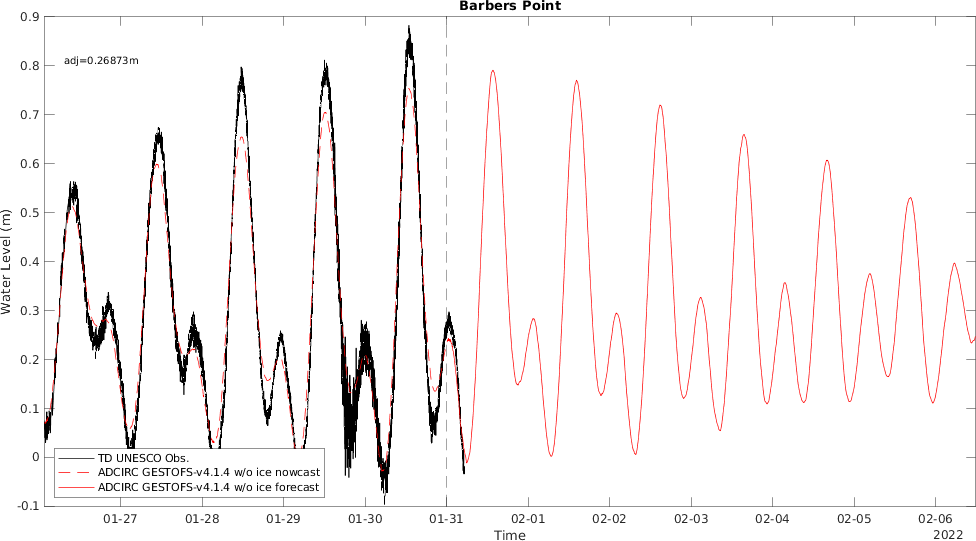 Barbers Point
adj=0.26873m
Water Level (m)
0.9
0.8
0.7
0.6
0.5
0.4
0.3
0.2
0.1
0
-0.1
TD UNESCO Obs.
ADCIRC GESTOFS-v4.1.4 w/o ice nowcast
ADCIRC GESTOFS-v4.1.4 w/o ice forecast
01-27 01-28 01-29 01-30 01-31 02-01 02-02 02-03 02-04 02-05 02-06
Time
2022